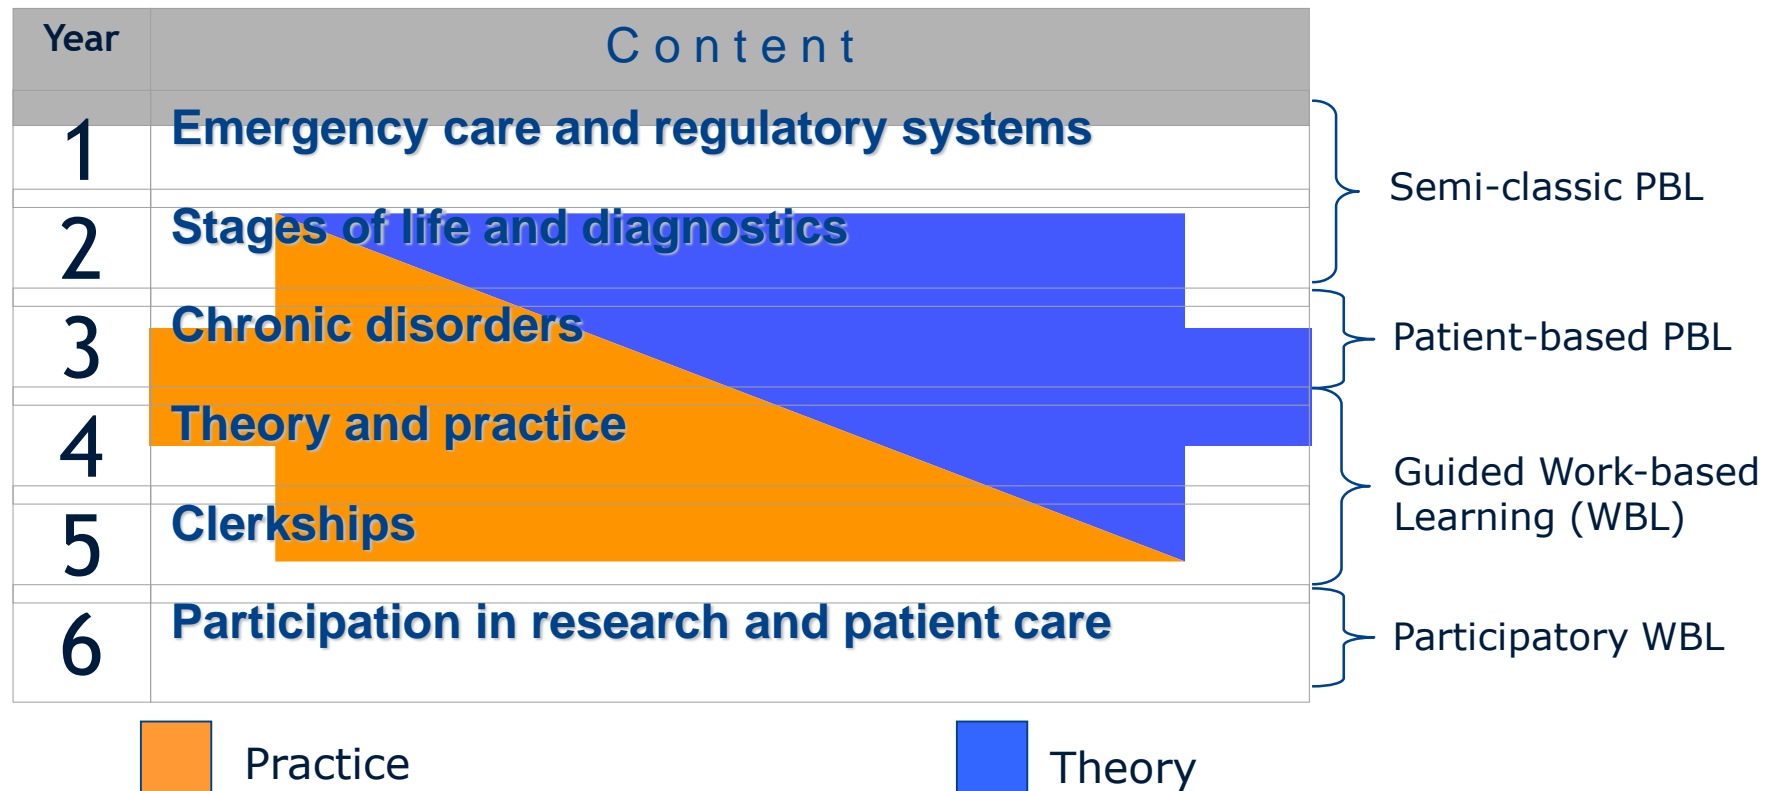 Year
Content
1
Emergency care and regulatory systems
2
Stages of life and diagnostics
3
Chronic disorders
4
Theory and practice
5
Clerkships
6
Participation in research and patient care
Semi-classic PBL
Patient-based PBL
Guided Work-based
Learning (WBL)
Participatory WBL
Practice
Theory